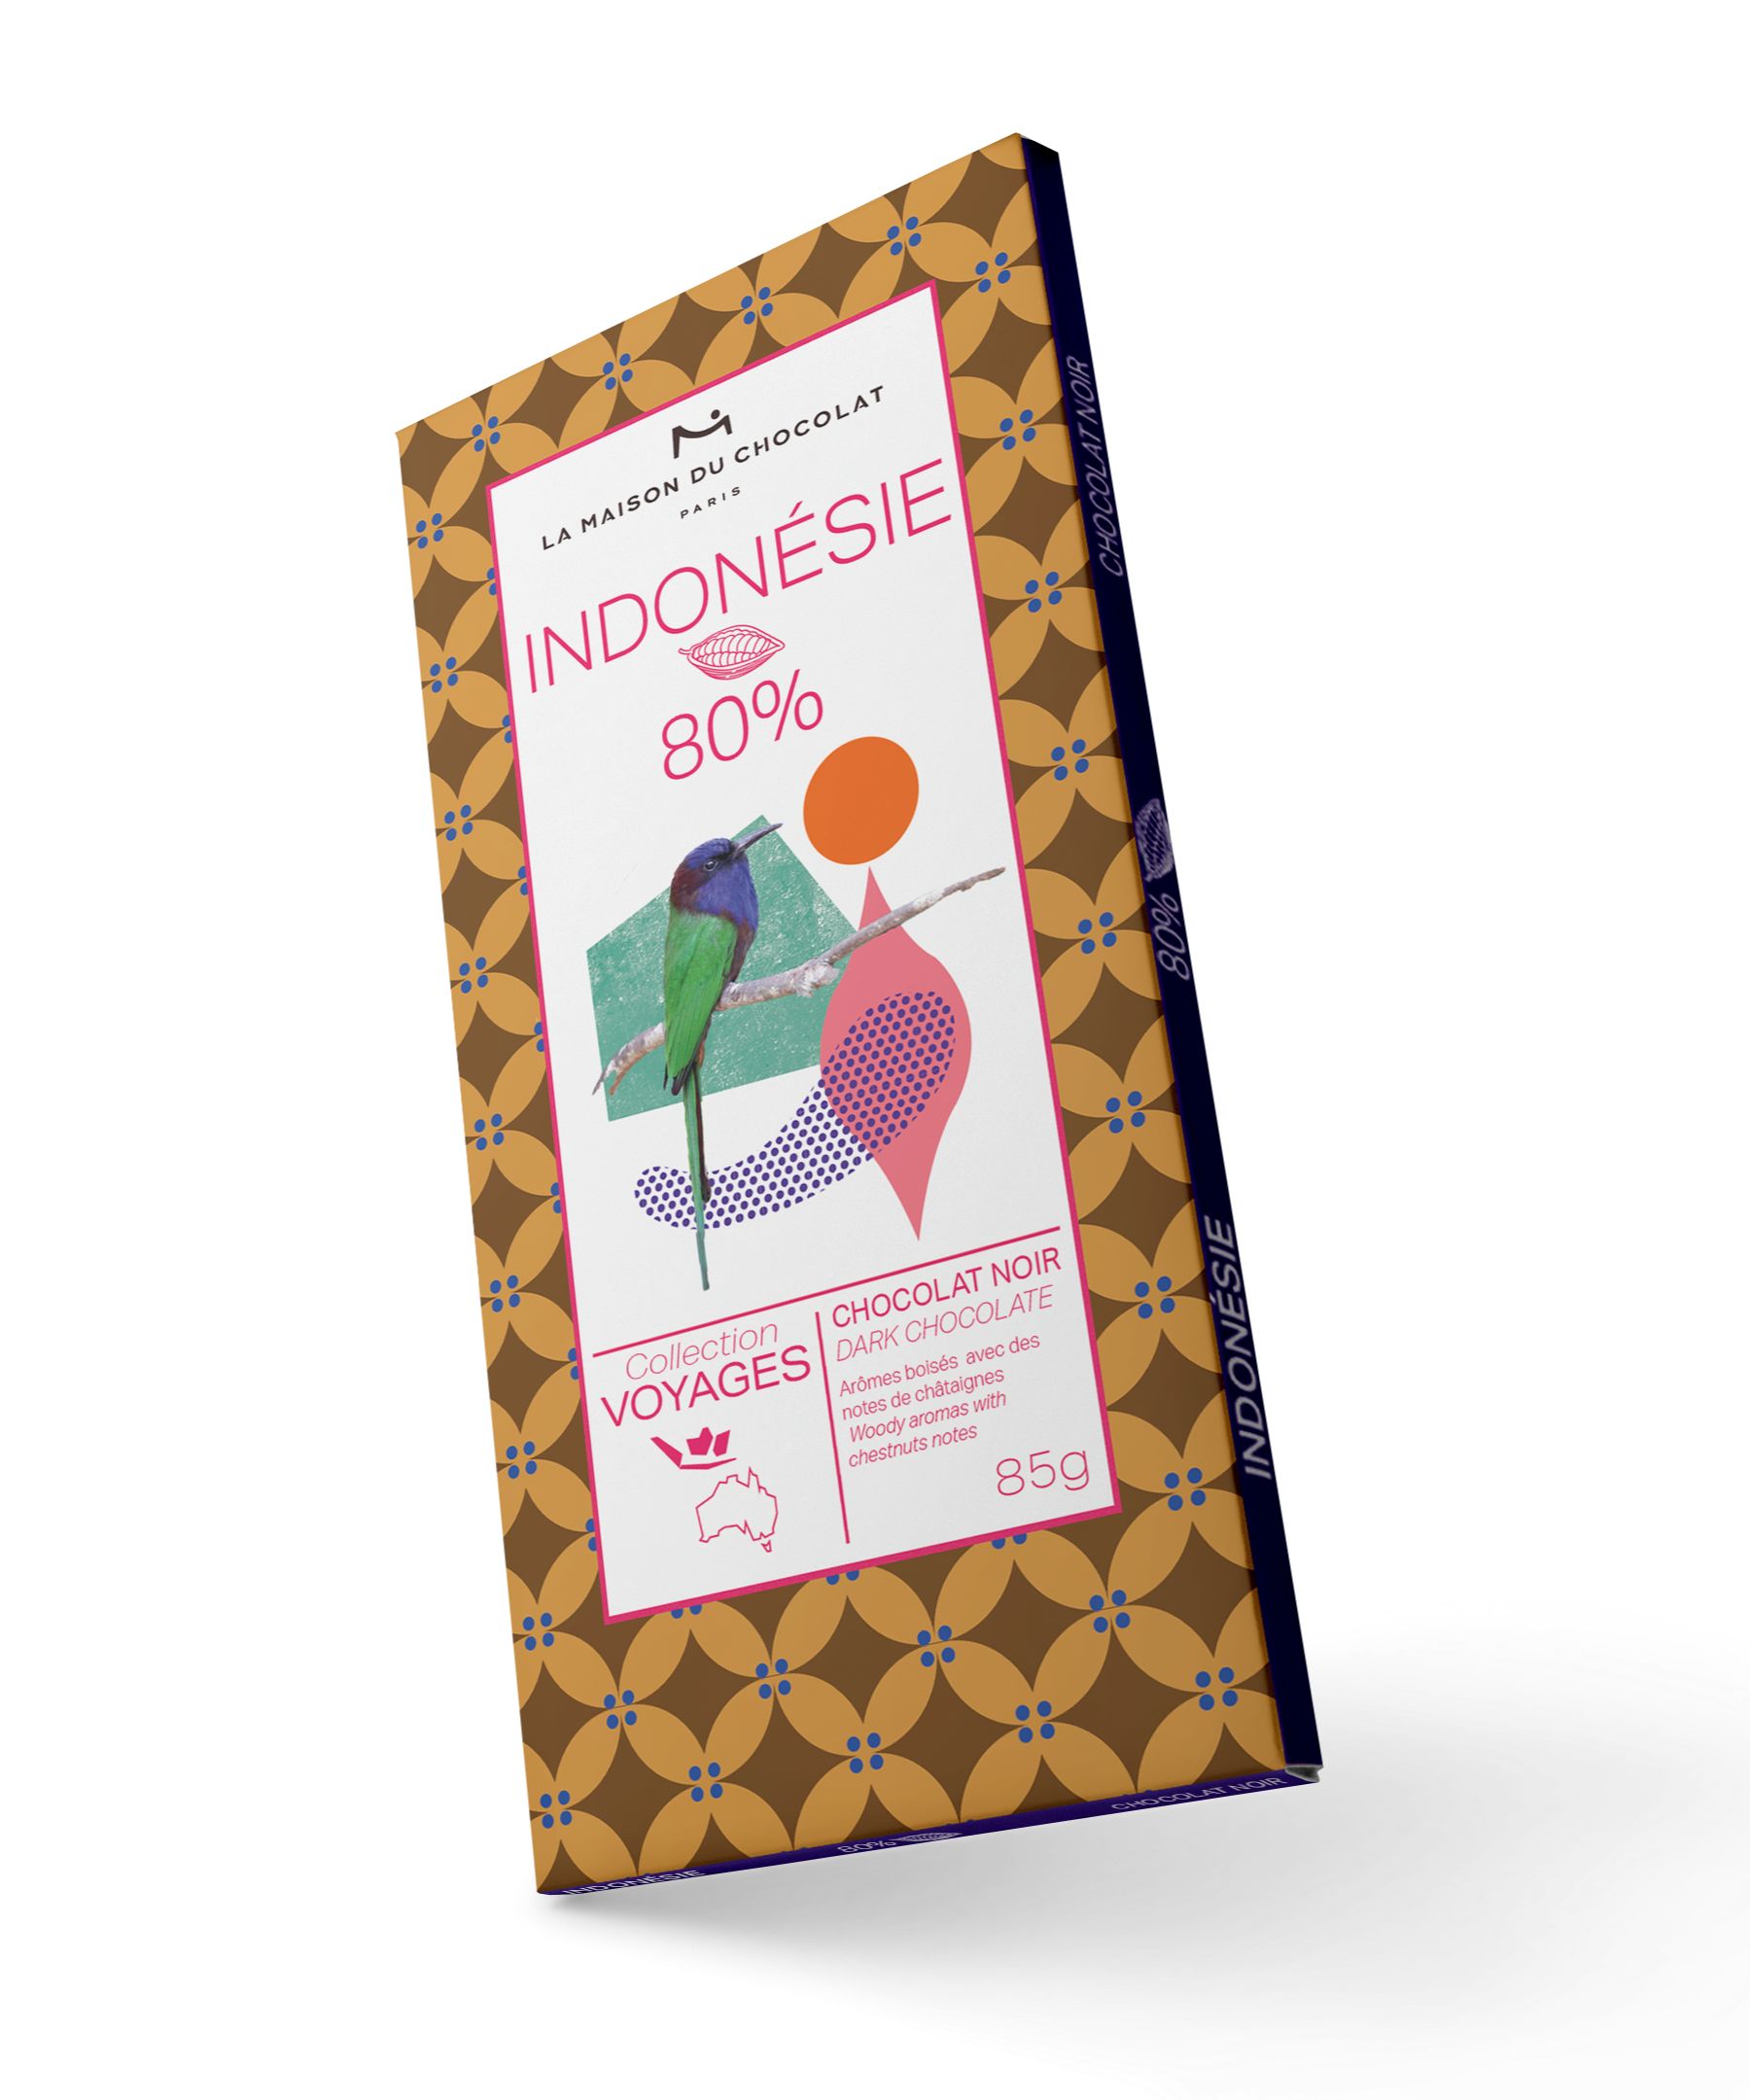 LA MAISON DU CHOCOLAT
PARIS
INDONÉSIE
80%
Collection
VOYAGES
CHOCOLAT NOIR
DARK CHOCOLATE
Arômes boisés avec des
notes de châtaignes
Woody aromas with
chestnuts notes
85g
CHOCOLAT NOIR
80%
INDONÉSIE
INDONÉSIE
80%
CHOCOLAT NOIR